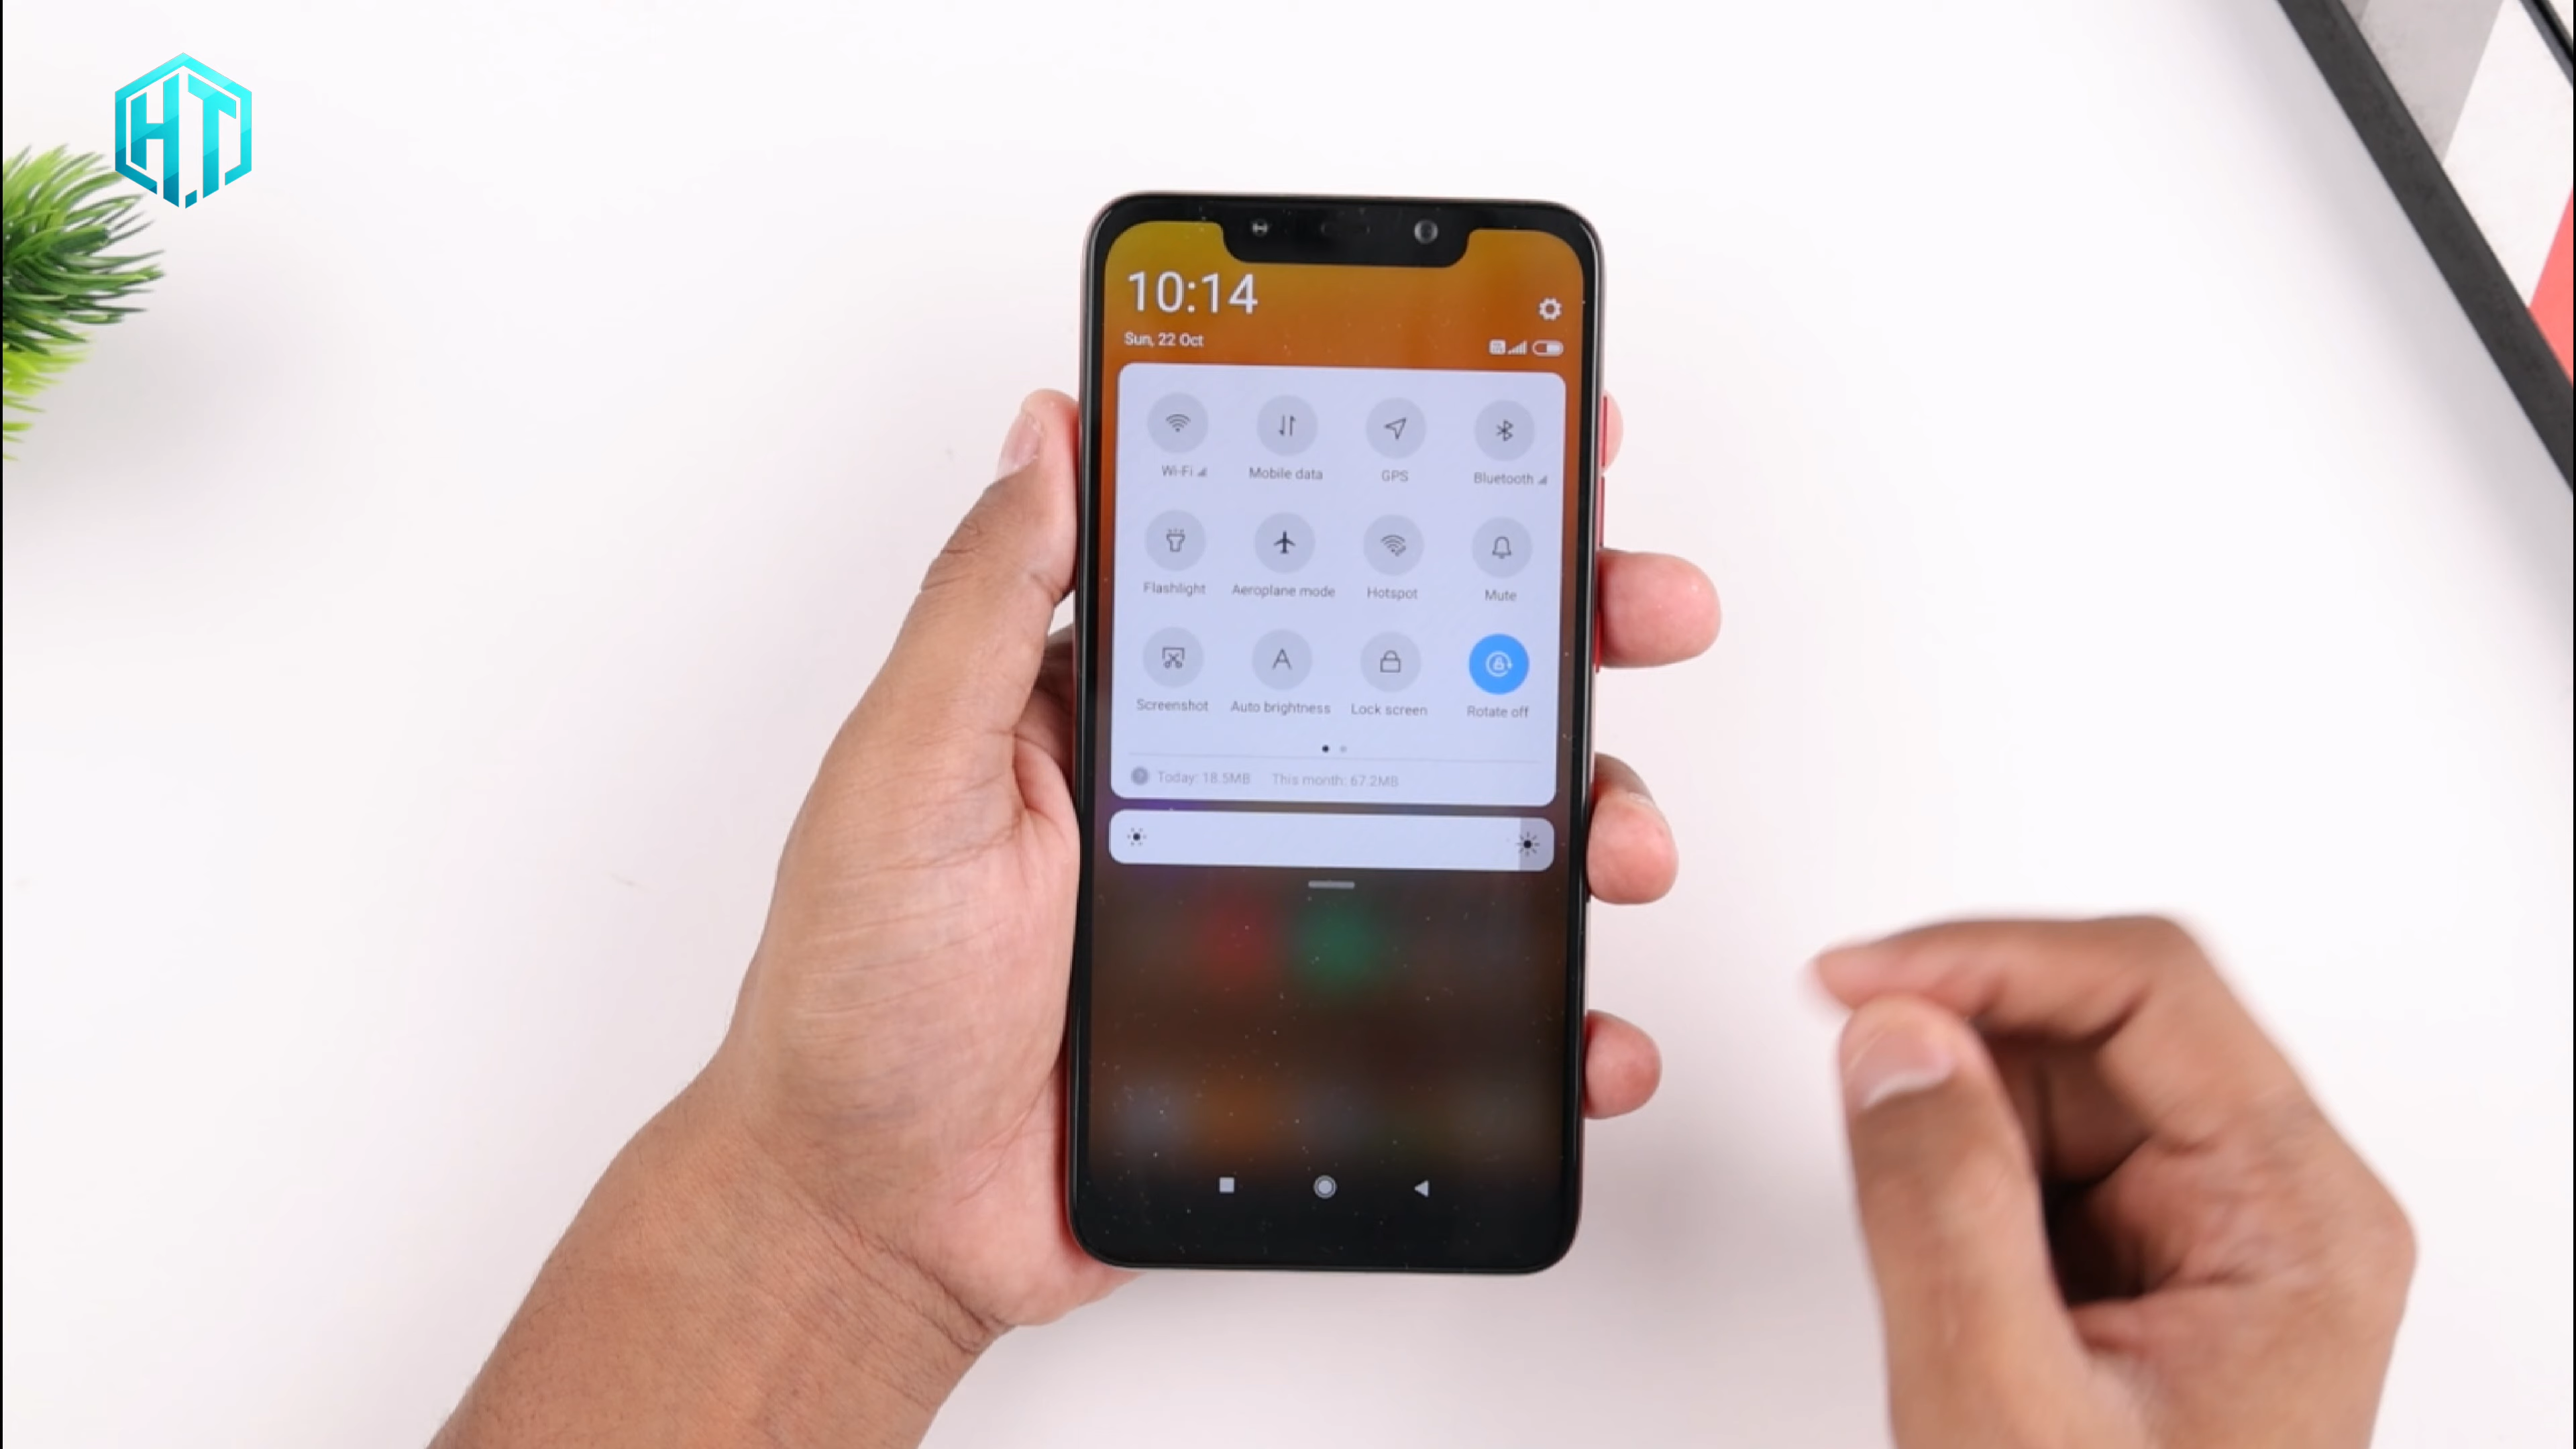 H.T.
10:14
Sun, 22 Oct
Wi-Fi Mobile data GPS Bluetooth
Flashlight Aeroplane mode Hotspot Mute
A
Screenshot Auto brightness Lock screen Rotate off
Today: 18.5MB This month: 67.2MB